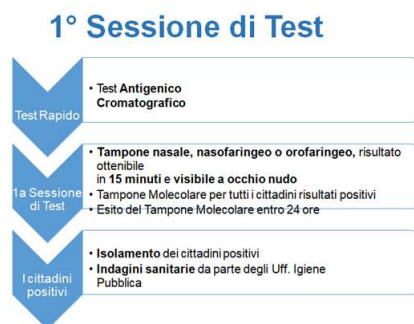 1° Sessione di Test
Test Rapido
• Test Antigenico
Cromatografico
1a Sessione
di Test
• Tampone nasale, nasofaringeo o orofaringeo, risultato
ottenibile
in 15 minuti e visibile a occhio nudo
• Tampone Molecolare per tutti i cittadini risultati positivi
• Esito del Tampone Molecolare entro 24 ore
I cittadini
positivi
• Isolamento dei cittadini positivi
• Indagini sanitarie da parte degli Uff. Igiene
Pubblica